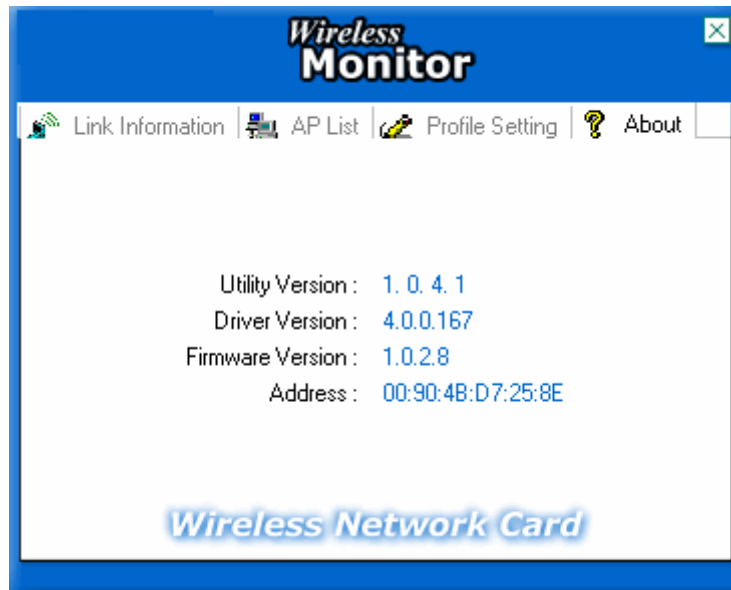 Wireless
Monitor
Link Information AP List Profile Setting About
Utility Version : 1. 0. 4. 1
Driver Version : 4.0.0.167
Firmware Version : 1.0.2.8
Address : 00:90:4B:D7:25:8E
Wireless Network Card